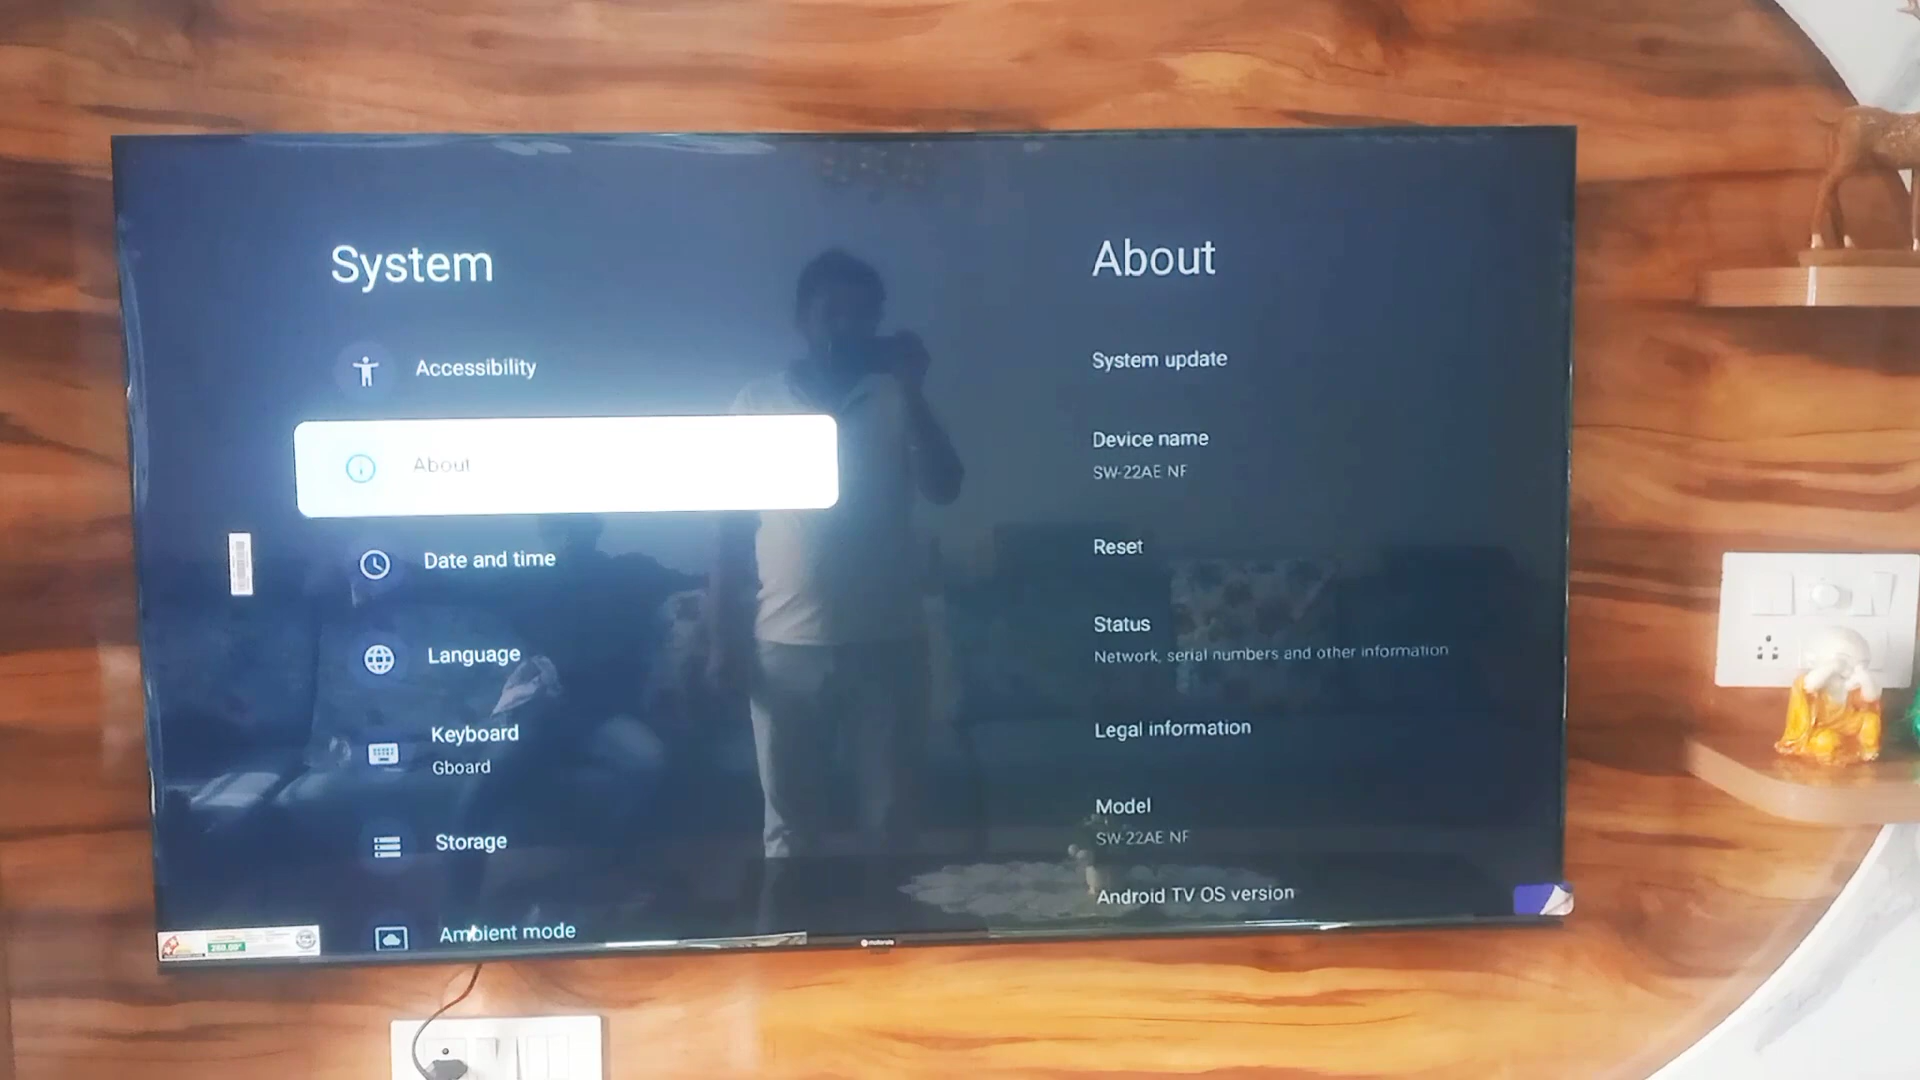 System
Accessibility
About
Date and time
Language
Keyboard
Gboard
Storage
Ambient mode
About
System update
Device name
SW-22AE NF
Reset
Status
Network, serial numbers and other information
Legal information
Model
SW-22AE NF
Android TV OS version
motorola